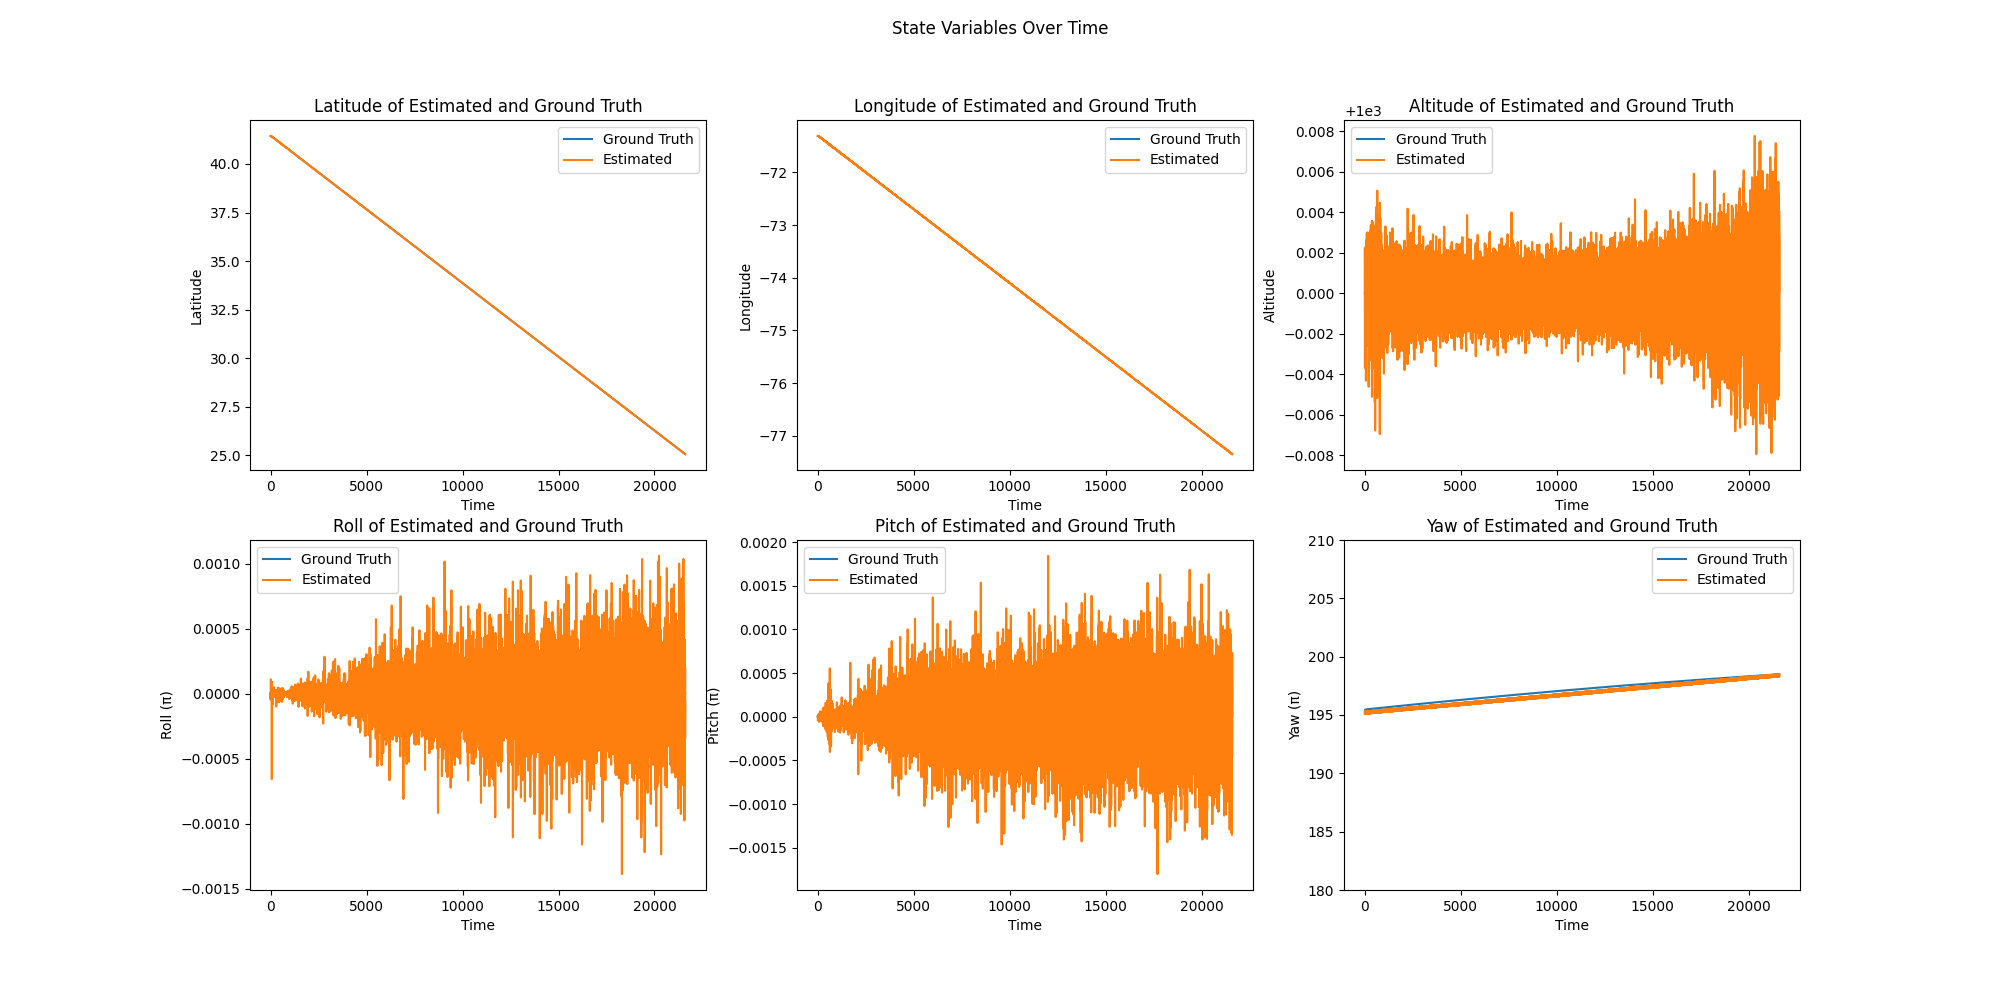 State Variables Over Time
Latitude of Estimated and Ground Truth
Ground Truth
Estimated
Latitude
40.0
37.5
35.0
32.5
30.0
27.5
25.0
0 5000 10000 15000 20000
Time
Longitude of Estimated and Ground Truth
Ground Truth
Estimated
Longitude
−72
−73
−74
−75
−76
−77
0 5000 10000 15000 20000
Time
+1e3
Altitude of Estimated and Ground Truth
Ground Truth
Estimated
Altitude
0.008
0.006
0.004
0.002
0.000
−0.002
−0.004
−0.006
−0.008
0 5000 10000 15000 20000
Time
Roll of Estimated and Ground Truth
Ground Truth
Estimated
Roll (π)
0.0010
0.0005
0.0000
−0.0005
−0.0010
−0.0015
0 5000 10000 15000 20000
Time
Pitch of Estimated and Ground Truth
Ground Truth
Estimated
Pitch (π)
0.0020
0.0015
0.0010
0.0005
0.0000
−0.0005
−0.0010
−0.0015
0 5000 10000 15000 20000
Time
Yaw of Estimated and Ground Truth
Ground Truth
Estimated
Yaw (π)
210
205
200
195
190
185
180
0 5000 10000 15000 20000
Time